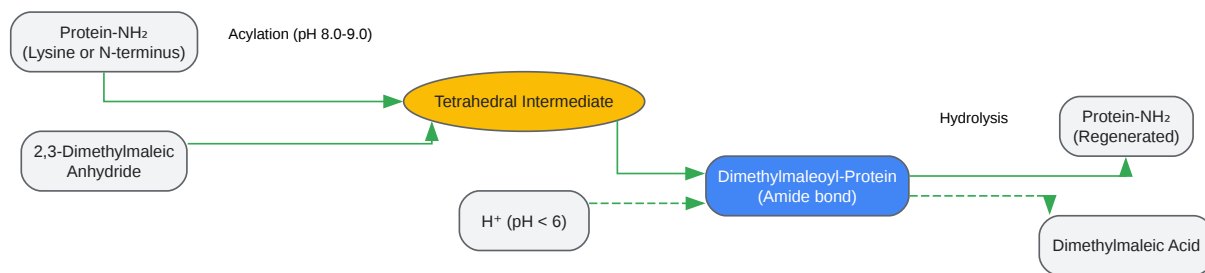 Protein-NH₂
(Lysine or N-terminus)
Acylation (pH 8.0-9.0)
Tetrahedral Intermediate
2,3-Dimethylmaleic
Anhydride
H⁺ (pH < 6)
Dimethylmaleoyl-Protein
(Amide bond)
Hydrolysis
Protein-NH₂
(Regenerated)
Dimethylmaleic Acid